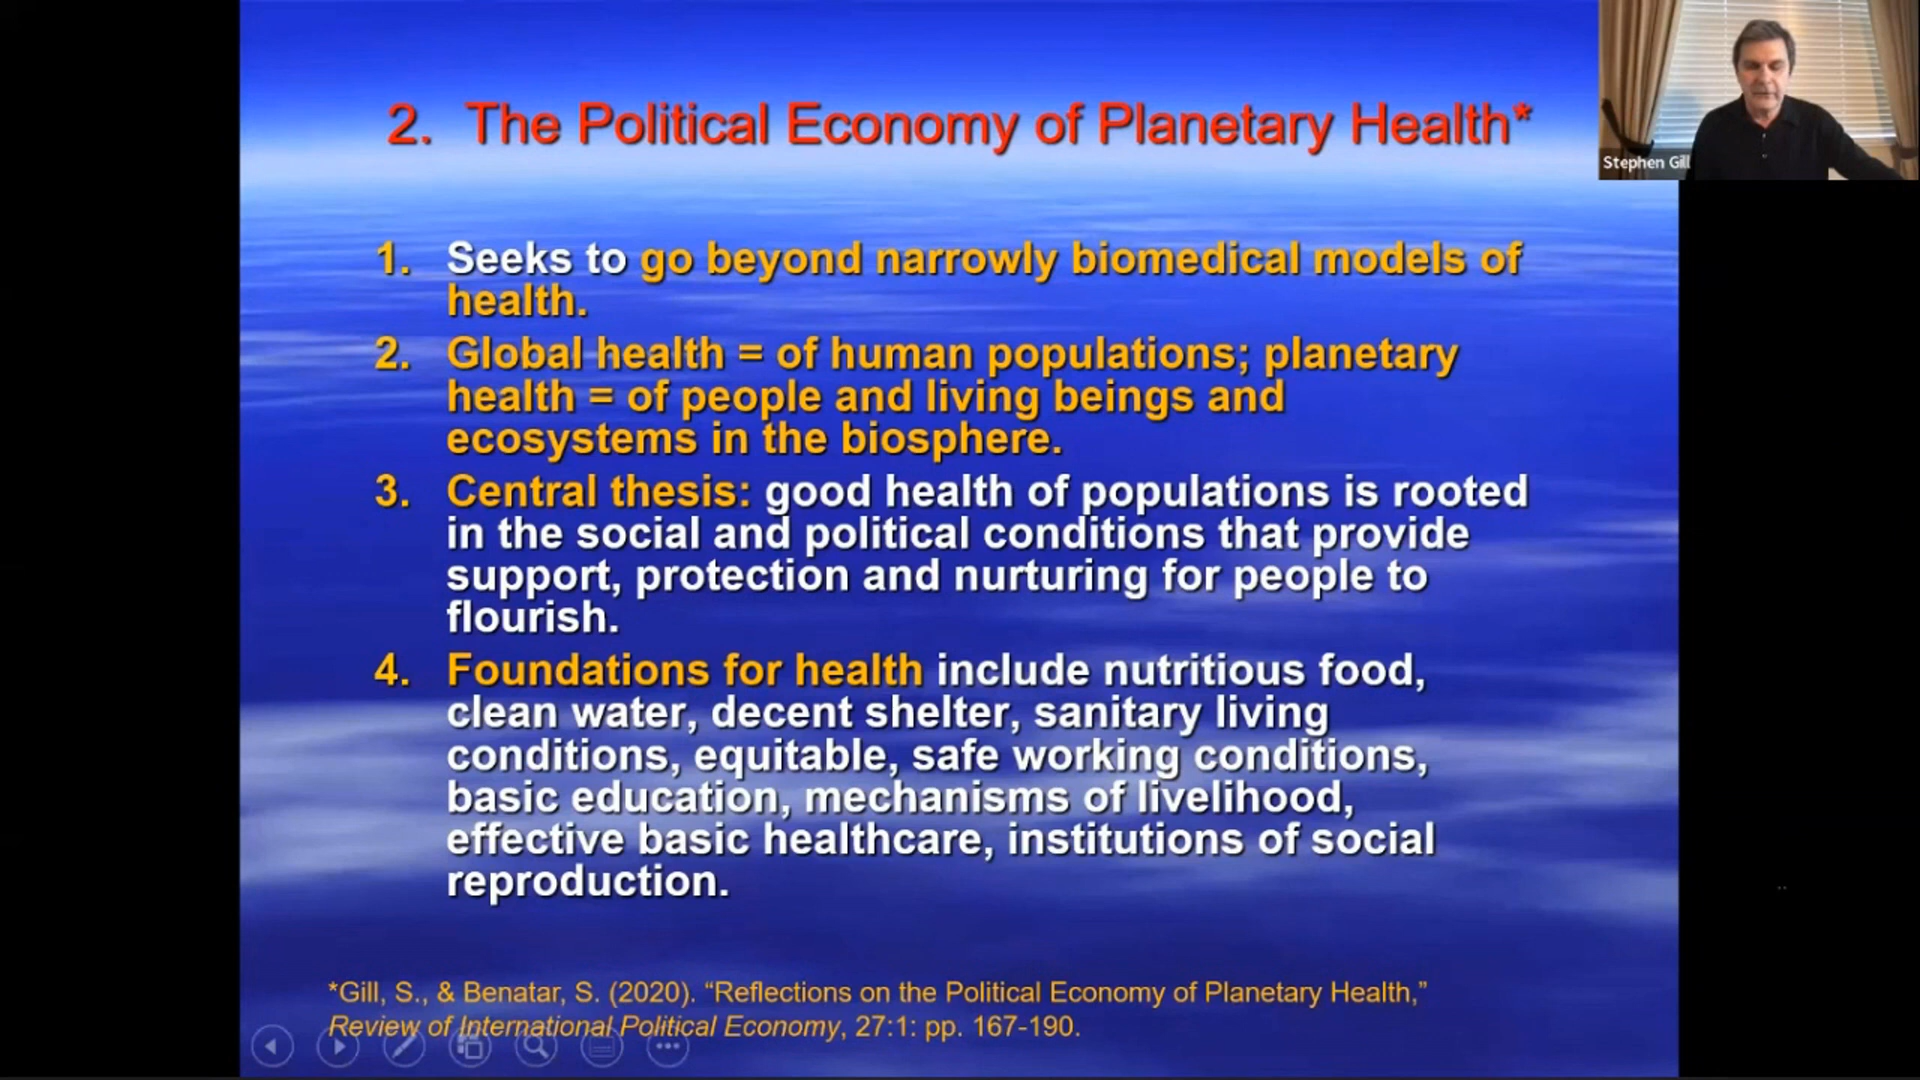 2. The Political Economy of Planetary Health*
Stephen Gill
1. Seeks to go beyond narrowly biomedical models of
health.
2. Global health = of human populations; planetary
health = of people and living beings and
ecosystems in the biosphere.
3. Central thesis: good health of populations is rooted
in the social and political conditions that provide
support, protection and nurturing for people to
flourish.
4. Foundations for health include nutritious food,
clean water, decent shelter, sanitary living
conditions, equitable, safe working conditions,
basic education, mechanisms of livelihood,
effective basic healthcare, institutions of social
reproduction.
*Gill, S., & Benatar, S. (2020). “Reflections on the Political Economy of Planetary Health,”
Review of International Political Economy, 27:1: pp. 167-190.